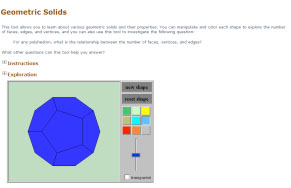 Geometric Solids
This tool allows you to learn about various geometric solids and their properties. You can manipulate and color each shape to explore the number
of faces, edges, and vertices, and you can also use the tool to investigate the following question:
For any polyhedron, what is the relationship between the number of faces, vertices, and edges?
What other questions can this tool help you answer?
[+] Instructions
[+] Exploration
new shape
reset shape
transparent